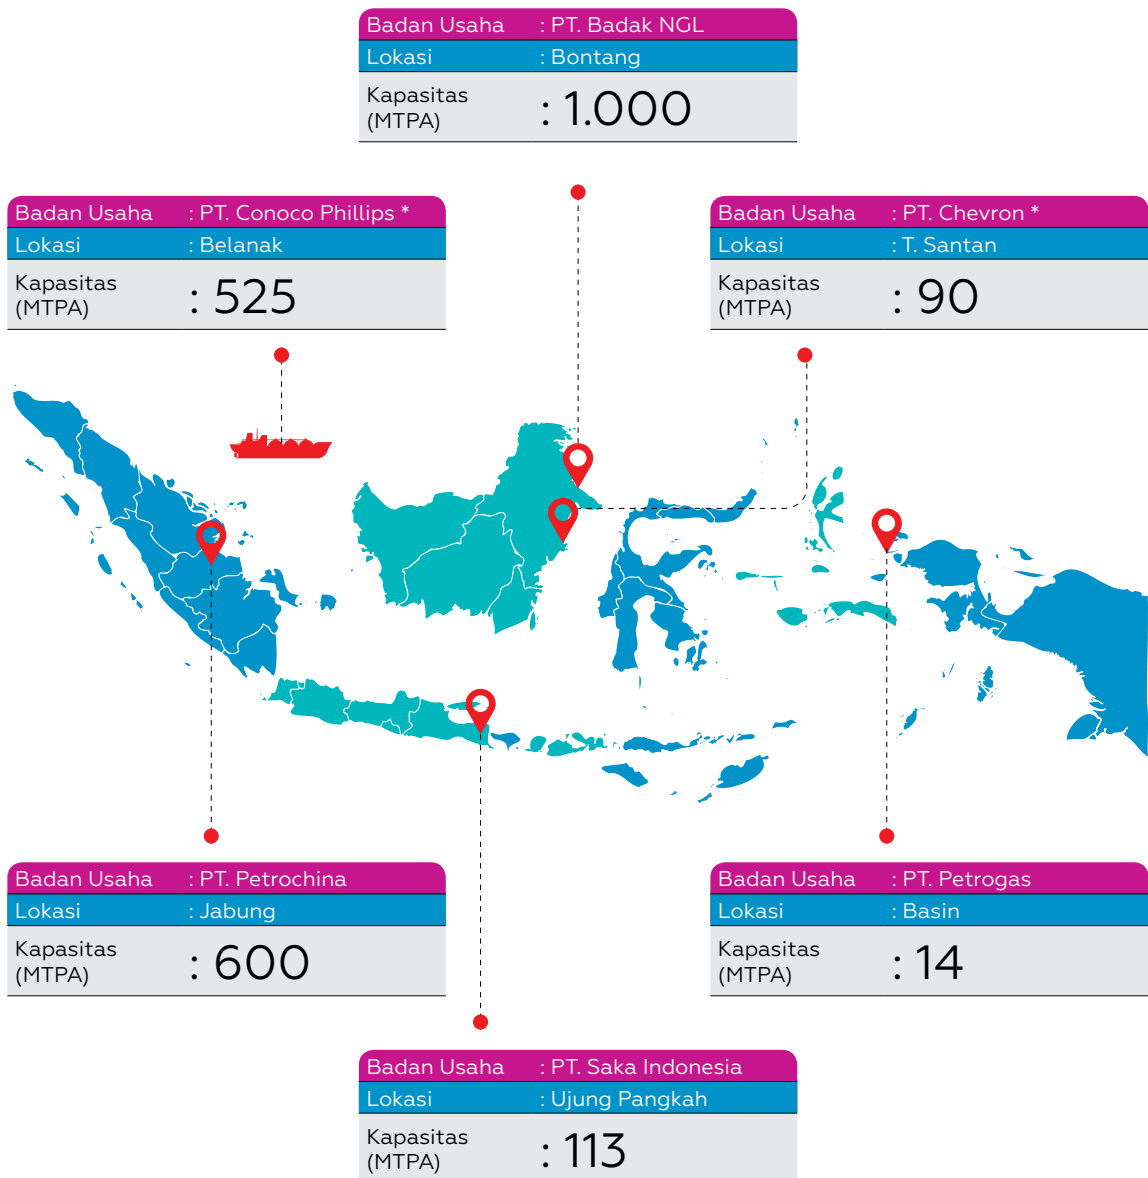 Badan Usaha : PT. Badak NGL
Lokasi : Bontang
Kapasitas (MTPA) : 1.000
Badan Usaha : PT. Conoco Phillips *
Lokasi : Belanak
Kapasitas (MTPA) : 525
Badan Usaha : PT. Chevron *
Lokasi : T. Santan
Kapasitas (MTPA) : 90
Badan Usaha : PT. Petrochina
Lokasi : Jabung
Kapasitas (MTPA) : 600
Badan Usaha : PT. Petrogas
Lokasi : Basin
Kapasitas (MTPA) : 14
Badan Usaha : PT. Saka Indonesia
Lokasi : Ujung Pangkah
Kapasitas (MTPA) : 113